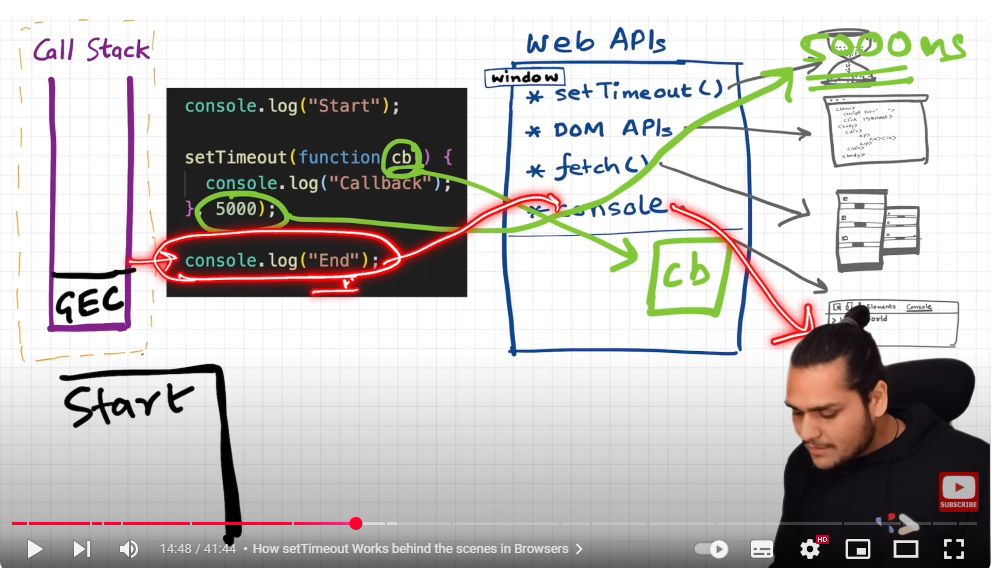 Call Stack
GEC
Start
console.log("Start");
setTimeout(function cb() {
console.log("Callback");
}, 5000);
console.log("End");
Web APIs
window
* setTimeout()
* DOM APIs
* fetch()
* console
cb
5000 ms
Elements Console
SUBSCRIBE
14:48 / 41:44 • How setTimeout Works behind the scenes in Browsers
HD